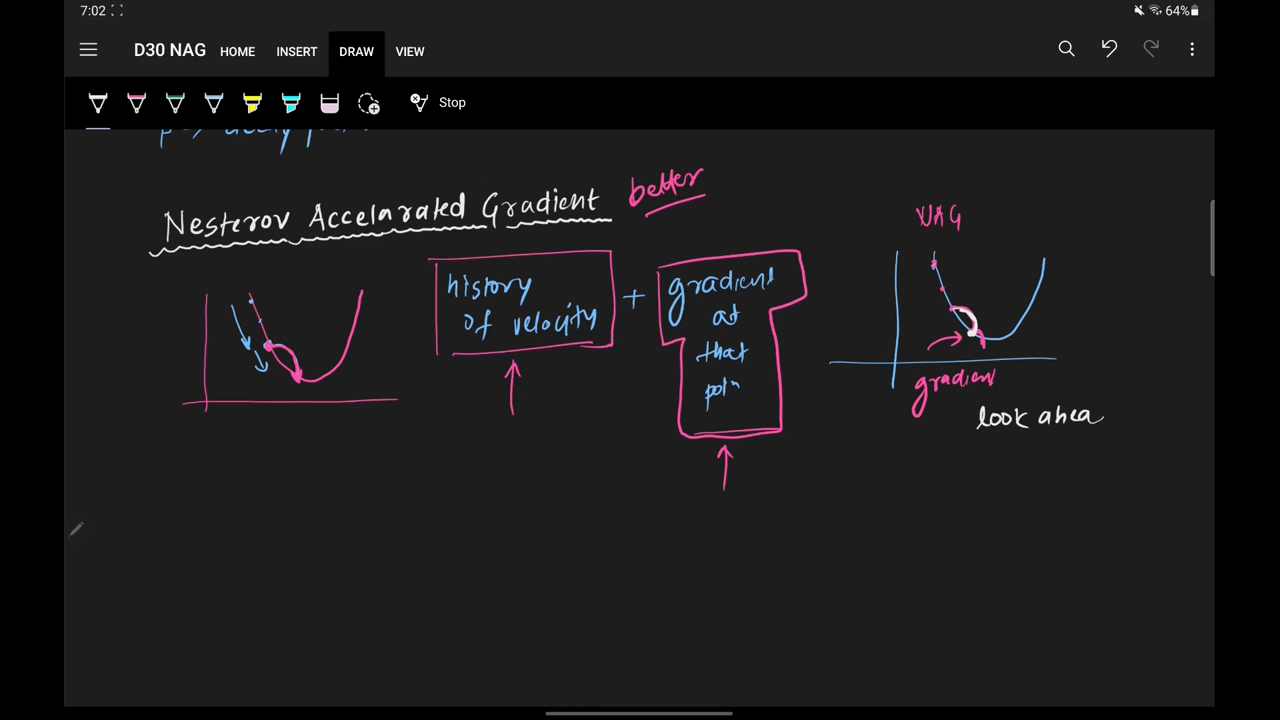 7:02
64%
D30 NAG HOME INSERT DRAW VIEW
Stop
Nesterov Accelarated Gradient better
history
of velocity
+
gradient
at
that
poin
NAG
gradient
look ahea